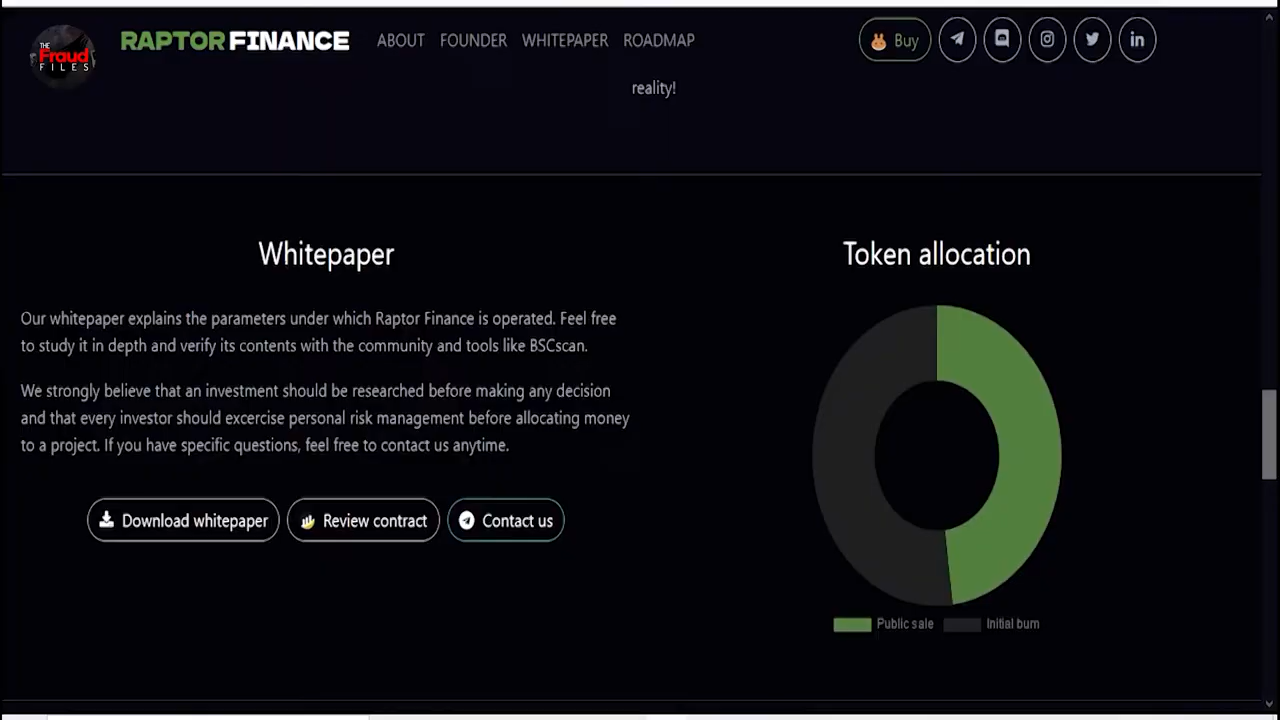 THE
Fraud
FILES
RAPTOR FINANCE
ABOUT FOUNDER WHITEPAPER ROADMAP
Buy
in
reality!
Whitepaper
Our whitepaper explains the parameters under which Raptor Finance is operated. Feel free
to study it in depth and verify its contents with the community and tools like BSCscan.
We strongly believe that an investment should be researched before making any decision
and that every investor should excercise personal risk management before allocating money
to a project. If you have specific questions, feel free to contact us anytime.
Download whitepaper Review contract Contact us
Token allocation
Public sale Initial burn